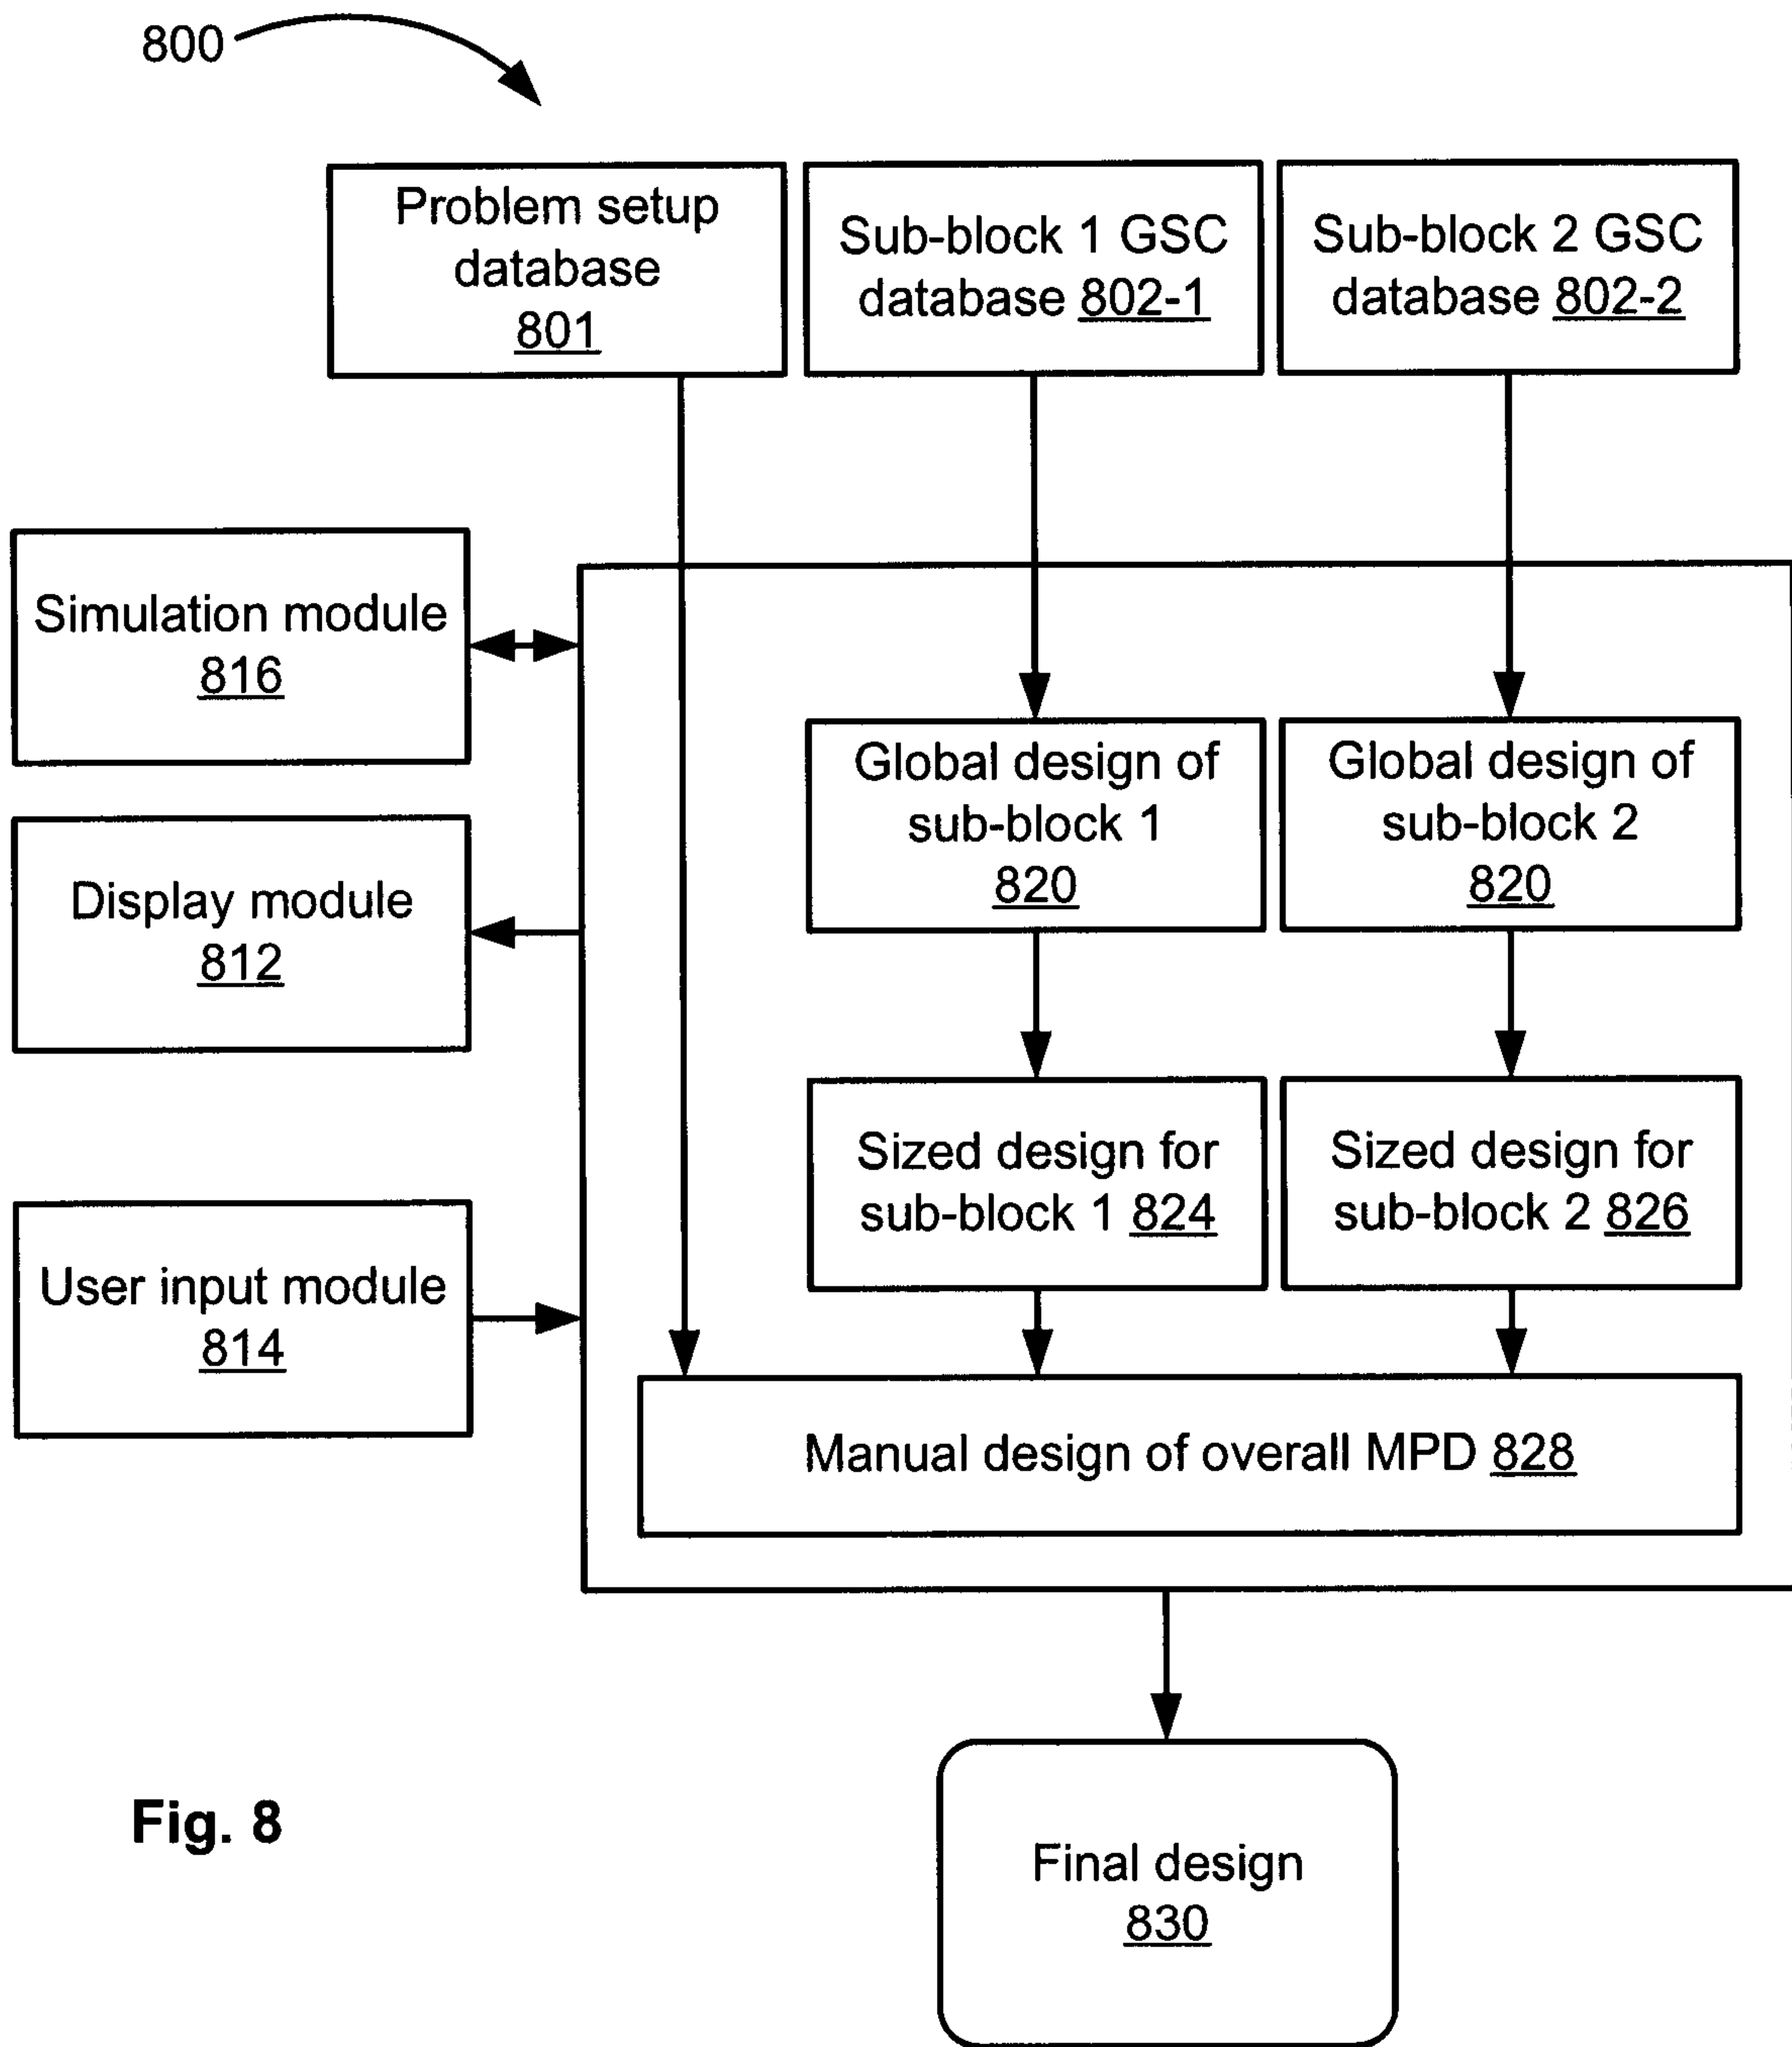 800
Problem setup
database
801
Sub-block 1 GSC
database 802-1
Sub-block 2 GSC
database 802-2
Simulation module
816
Display module
812
User input module
814
Global design of
sub-block 1
820
Global design of
sub-block 2
820
Sized design for
sub-block 1 824
Sized design for
sub-block 2 826
Manual design of overall MPD 828
Final design
830
Fig. 8